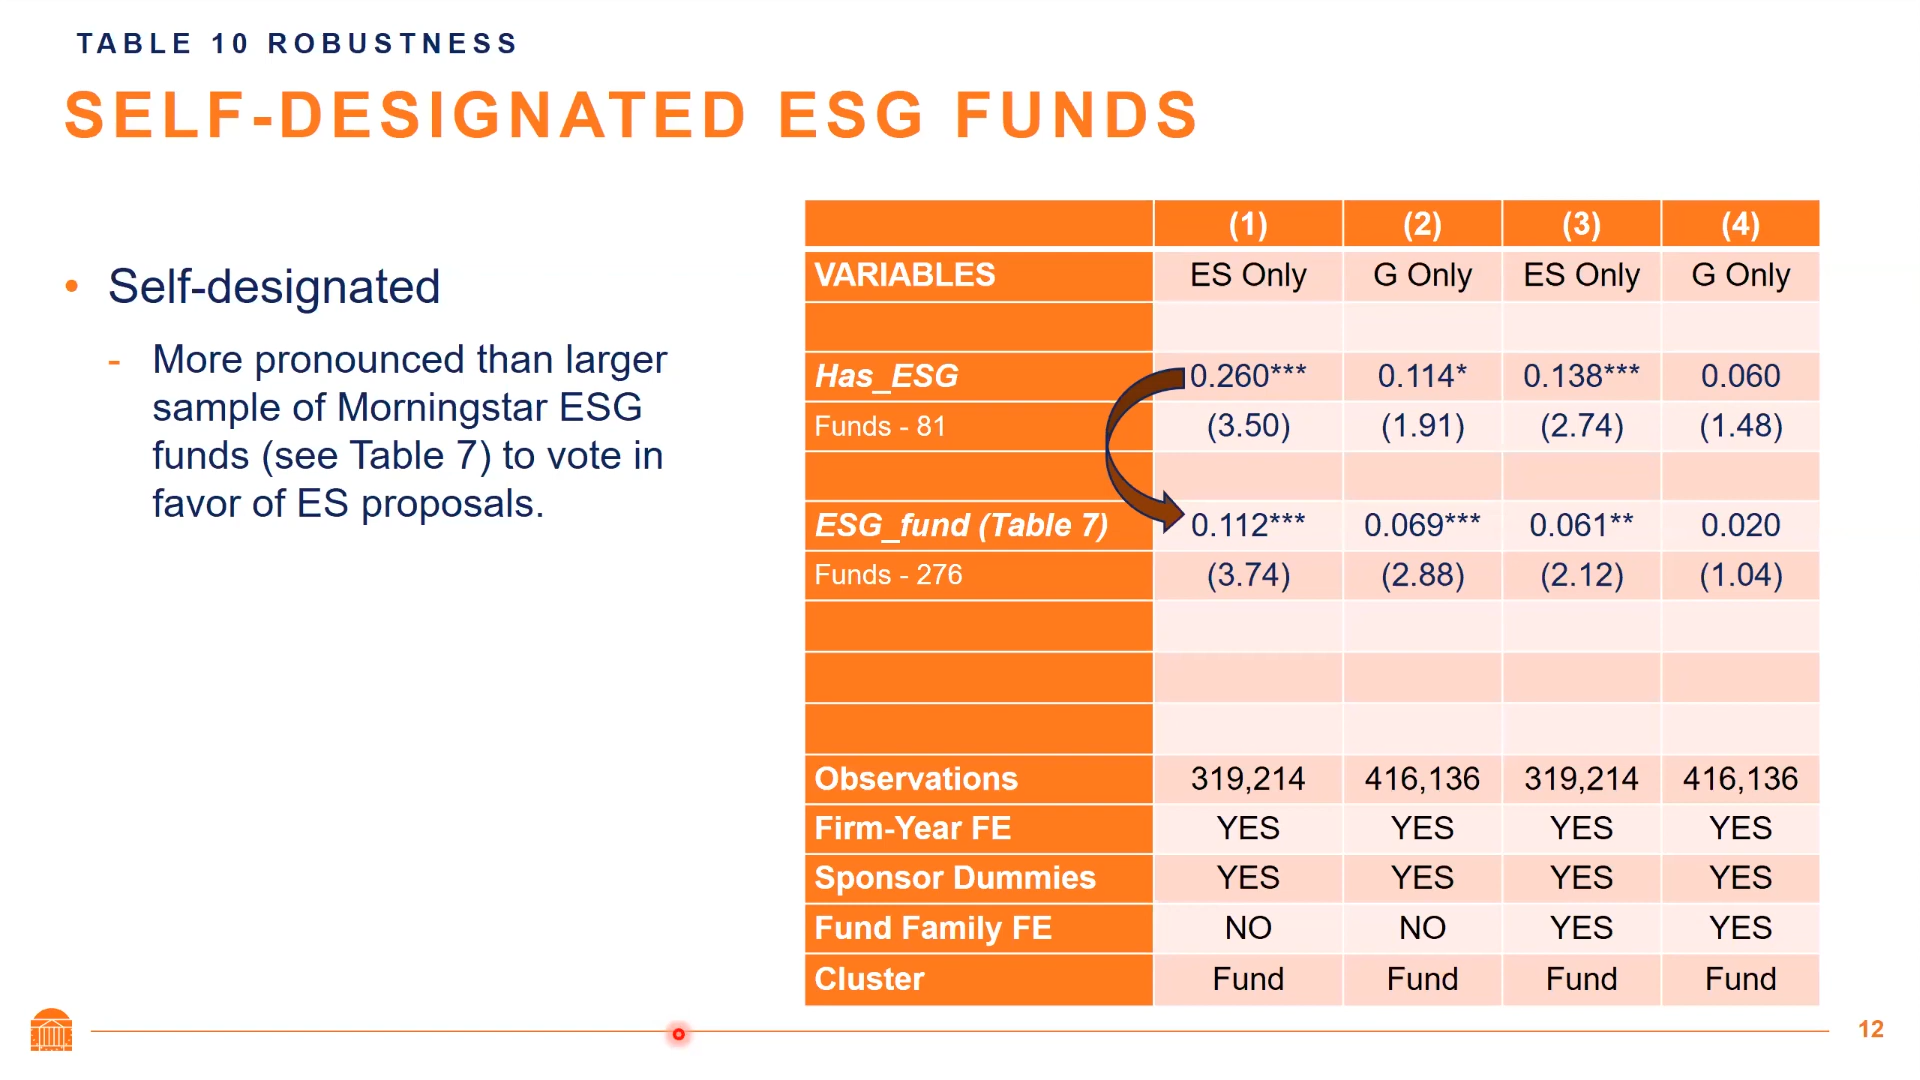 TABLE 10 ROBUSTNESS
SELF-DESIGNATED ESG FUNDS
• Self-designated
- More pronounced than larger
sample of Morningstar ESG
funds (see Table 7) to vote in
favor of ES proposals.
(1) (2) (3) (4)
VARIABLES ES Only G Only ES Only G Only
Has_ESG 0.260*** 0.114* 0.138*** 0.060
Funds - 81 (3.50) (1.91) (2.74) (1.48)
ESG_fund (Table 7) 0.112*** 0.069*** 0.061** 0.020
Funds - 276 (3.74) (2.88) (2.12) (1.04)
Observations 319,214 416,136 319,214 416,136
Firm-Year FE YES YES YES YES
Sponsor Dummies YES YES YES YES
Fund Family FE NO NO YES YES
Cluster Fund Fund Fund Fund
12